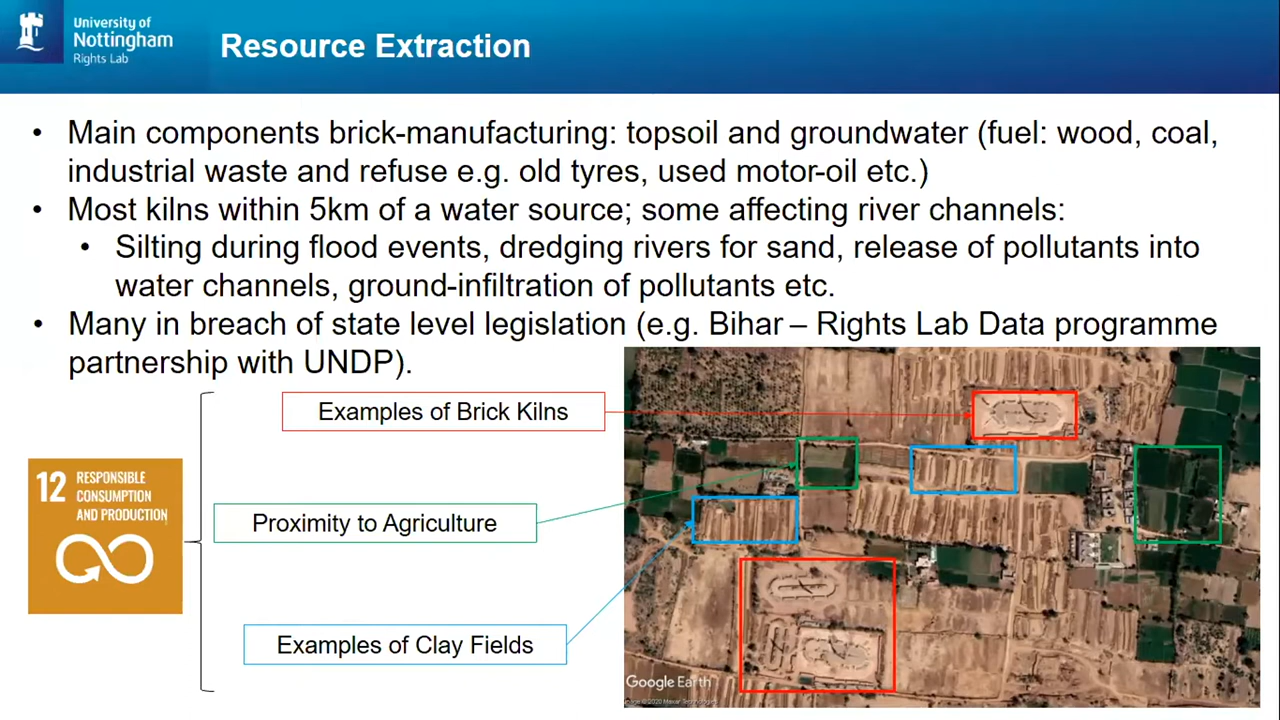 University of
Nottingham
Rights Lab
Resource Extraction
• Main components brick-manufacturing: topsoil and groundwater (fuel: wood, coal,
industrial waste and refuse e.g. old tyres, used motor-oil etc.)
• Most kilns within 5km of a water source; some affecting river channels:
• Silting during flood events, dredging rivers for sand, release of pollutants into
water channels, ground-infiltration of pollutants etc.
• Many in breach of state level legislation (e.g. Bihar – Rights Lab Data programme
partnership with UNDP).
Examples of Brick Kilns
12 RESPONSIBLE
CONSUMPTION
AND PRODUCTION
Proximity to Agriculture
Examples of Clay Fields
Google Earth
© 2020 Maxar Technologies